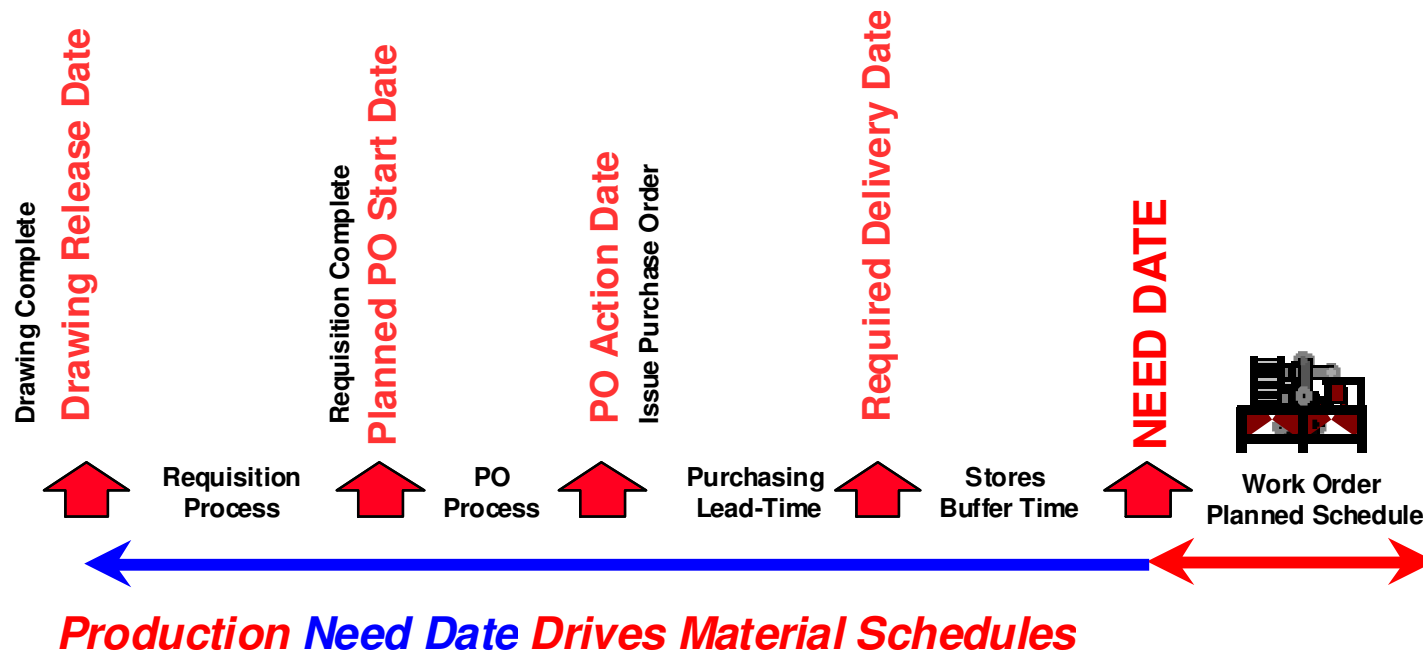 Drawing Complete
Drawing Release Date
Requisition Complete
Planned PO Start Date
PO Action Date
Issue Purchase Order
Required Delivery Date
NEED DATE
Requisition
Process
PO
Process
Purchasing
Lead-Time
Stores
Buffer Time
Work Order
Planned Schedule
Production Need Date Drives Material Schedules